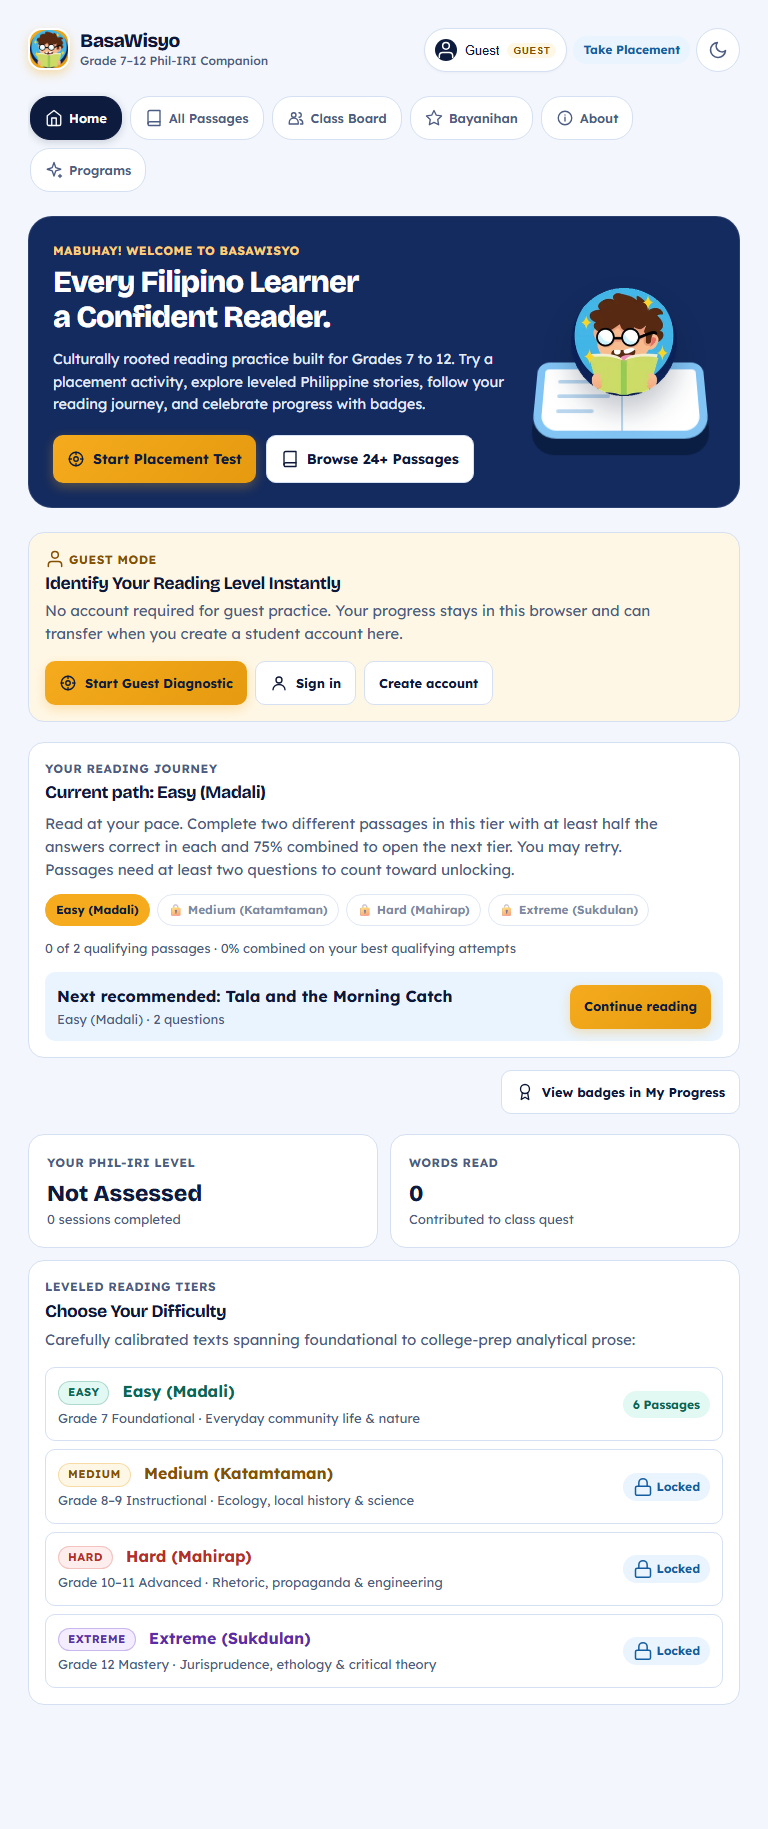 BasaWisyo
Grade 7–12 Phil-IRI Companion
Guest GUEST
Take Placement
Home
All Passages
Class Board
Bayanihan
About
Programs
MABUHAY! WELCOME TO BASAWISYO
Every Filipino Learner
a Confident Reader.
Culturally rooted reading practice built for Grades 7 to 12. Try a
placement activity, explore leveled Philippine stories, follow your
reading journey, and celebrate progress with badges.
Start Placement Test
Browse 24+ Passages
GUEST MODE
Identify Your Reading Level Instantly
No account required for guest practice. Your progress stays in this browser and can
transfer when you create a student account here.
Start Guest Diagnostic
Sign in
Create account
YOUR READING JOURNEY
Current path: Easy (Madali)
Read at your pace. Complete two different passages in this tier with at least half the
answers correct in each and 75% combined to open the next tier. You may retry.
Passages need at least two questions to count toward unlocking.
Easy (Madali)
Medium (Katamtaman)
Hard (Mahirap)
Extreme (Sukdulan)
0 of 2 qualifying passages · 0% combined on your best qualifying attempts
Next recommended: Tala and the Morning Catch
Easy (Madali) · 2 questions
Continue reading
View badges in My Progress
YOUR PHIL-IRI LEVEL
Not Assessed
0 sessions completed
WORDS READ
0
Contributed to class quest
LEVELED READING TIERS
Choose Your Difficulty
Carefully calibrated texts spanning foundational to college-prep analytical prose:
EASY Easy (Madali)
Grade 7 Foundational · Everyday community life & nature
6 Passages
MEDIUM Medium (Katamtaman)
Grade 8–9 Instructional · Ecology, local history & science
Locked
HARD Hard (Mahirap)
Grade 10–11 Advanced · Rhetoric, propaganda & engineering
Locked
EXTREME Extreme (Sukdulan)
Grade 12 Mastery · Jurisprudence, ethology & critical theory
Locked